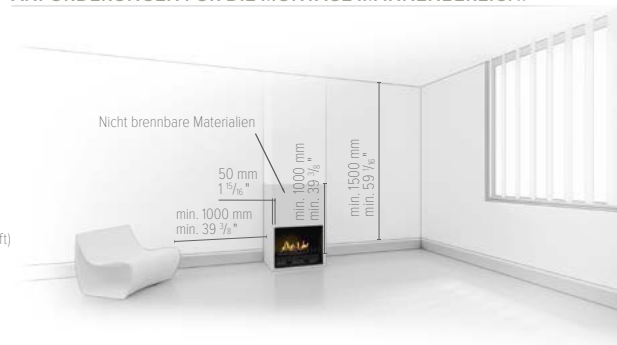 Nicht brennbare Materialien
50 mm
1 15/16 "
min. 1000 mm
min. 39 3/8 "
min. 1000 mm
min. 39 3/8 "
min. 1500 mm
min. 59 1/16 "
ft)